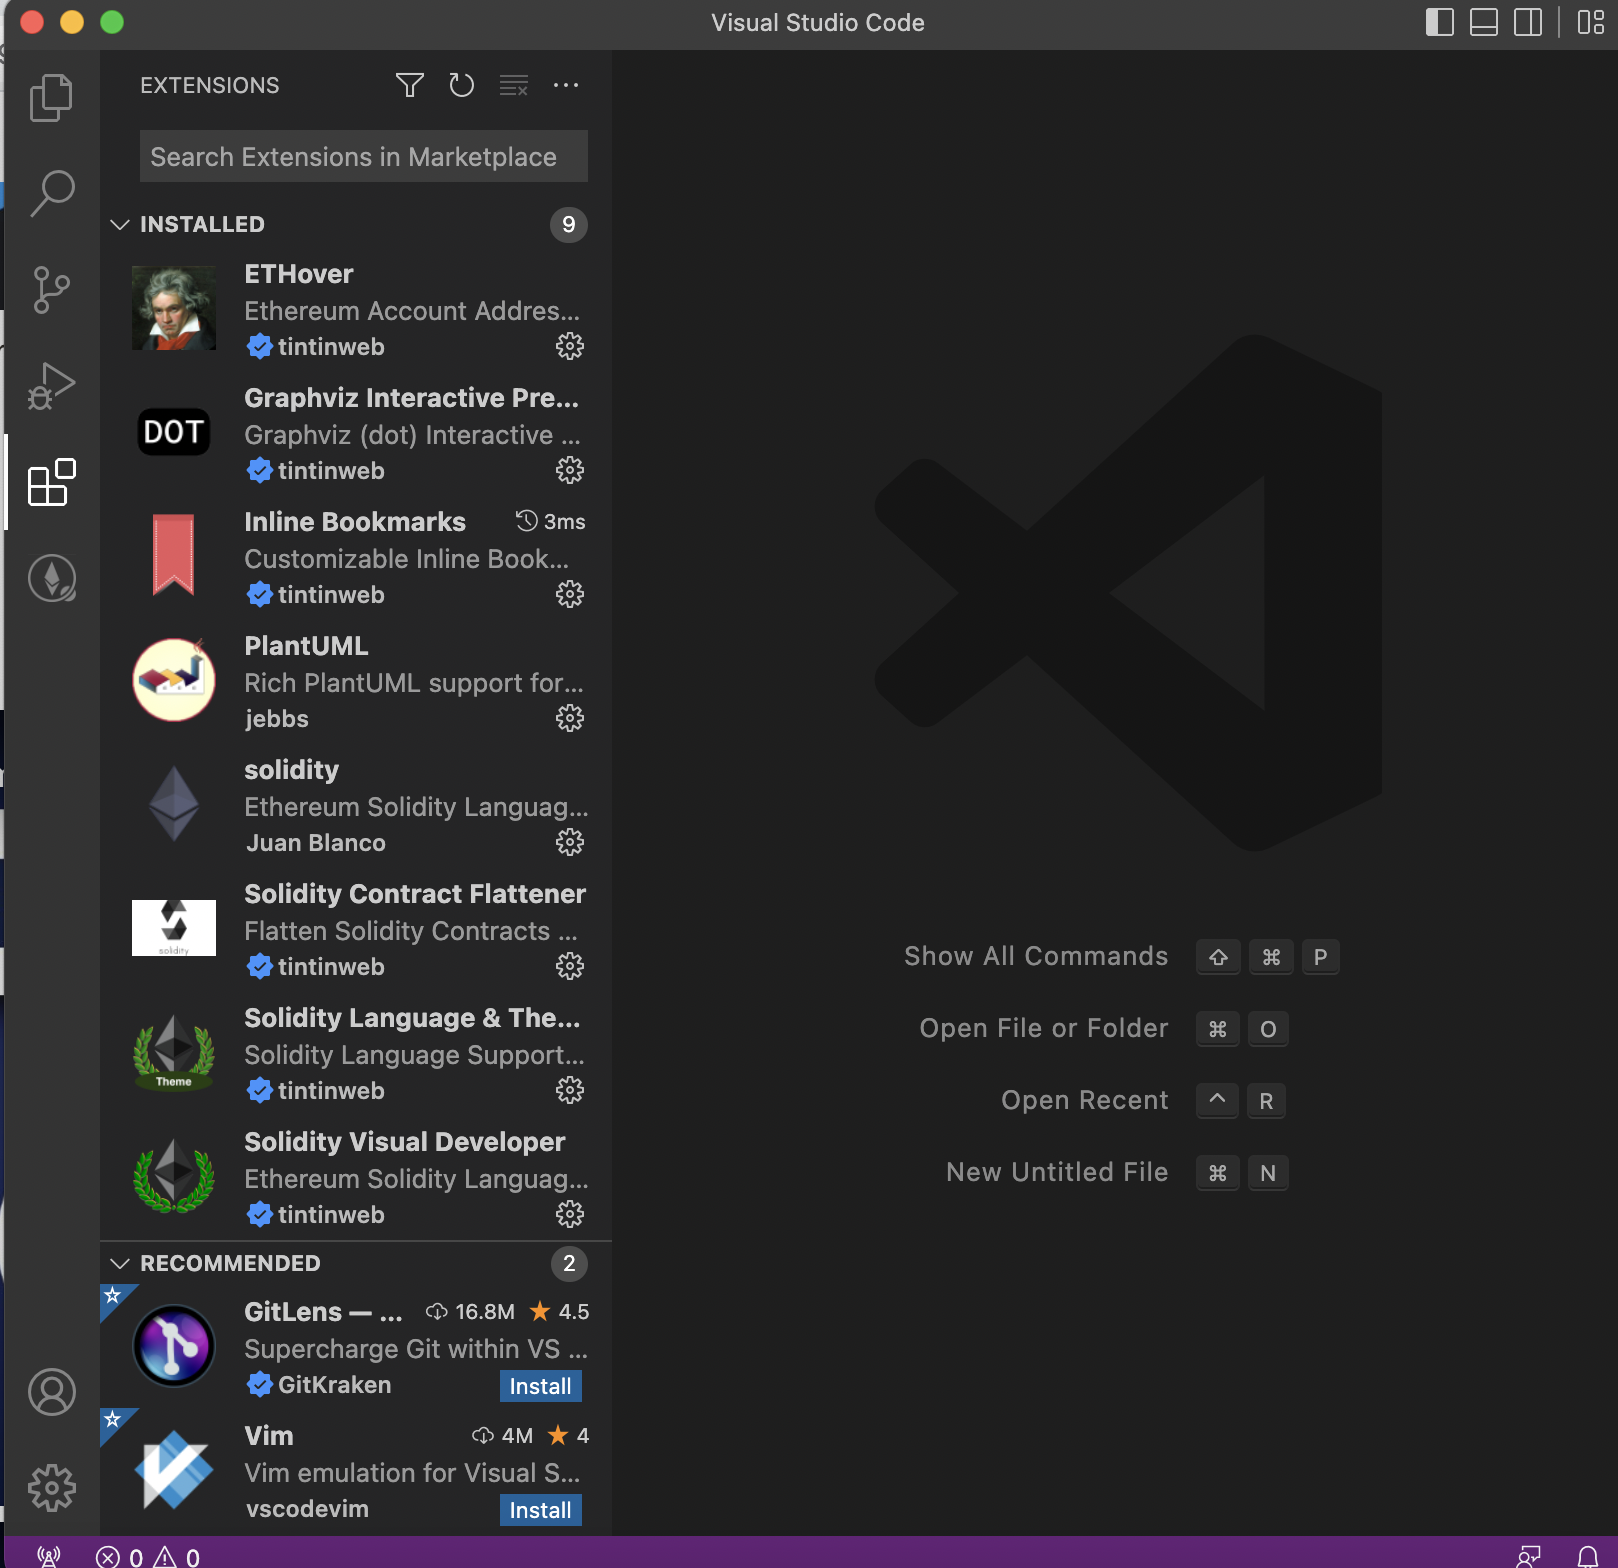 Visual Studio Code
EXTENSIONS
Search Extensions in Marketplace
INSTALLED 9
ETHover
Ethereum Account Addres...
tintinweb
DOT
Graphviz Interactive Pre...
Graphviz (dot) Interactive ...
tintinweb
Inline Bookmarks 3ms
Customizable Inline Book...
tintinweb
PlantUML
Rich PlantUML support for...
jebbs
solidity
Ethereum Solidity Languag...
Juan Blanco
Solidity Contract Flattener
solidity
Flatten Solidity Contracts ...
tintinweb
Solidity Language & The...
Theme
Solidity Language Support...
tintinweb
Solidity Visual Developer
Ethereum Solidity Languag...
tintinweb
RECOMMENDED 2
GitLens — ... 16.8M ★ 4.5
Supercharge Git within VS ...
GitKraken Install
Vim 4M ★ 4
Vim emulation for Visual S...
vscodevim Install
Show All Commands ⇧ ⌘ P
Open File or Folder ⌘ O
Open Recent ^ R
New Untitled File ⌘ N
0 0